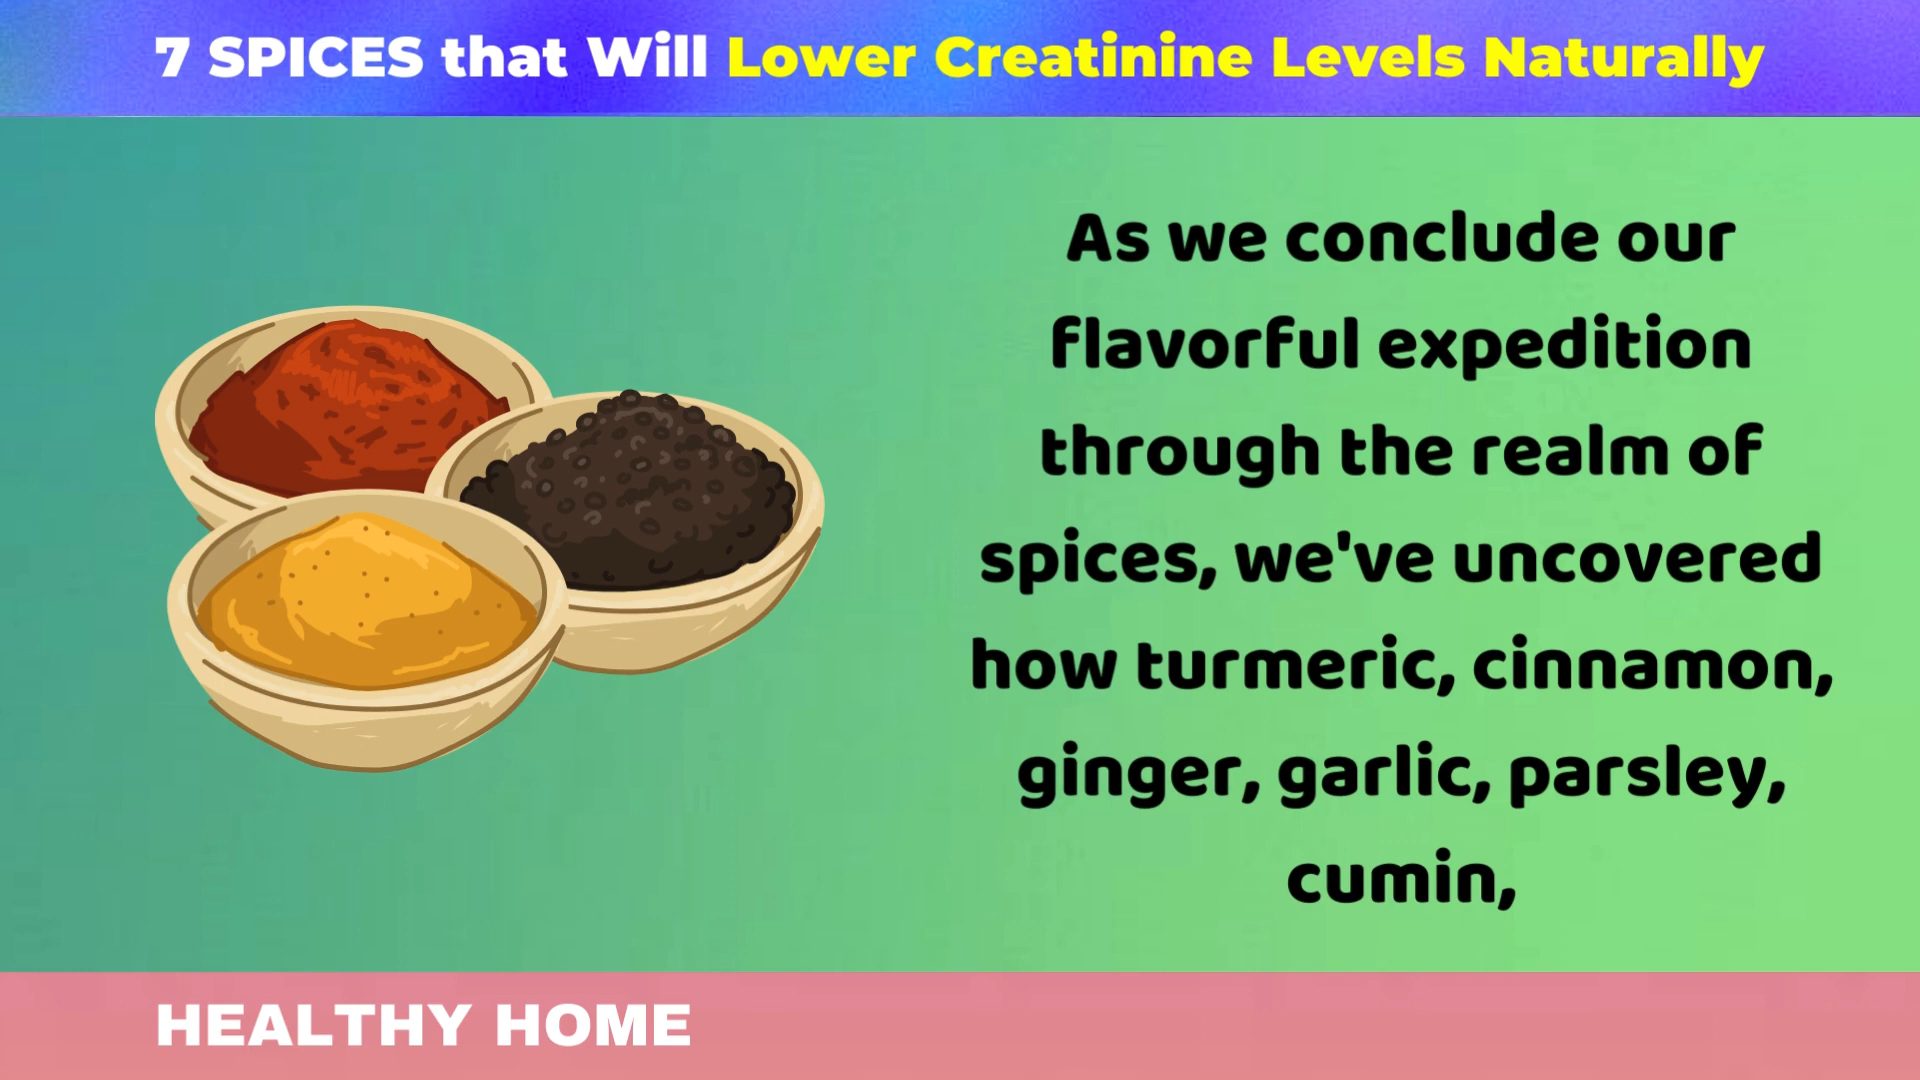 7 SPICES that Will Lower Creatinine Levels Naturally
As we conclude our
flavorful expedition
through the realm of
spices, we've uncovered
how turmeric, cinnamon,
ginger, garlic, parsley,
cumin,
HEALTHY HOME